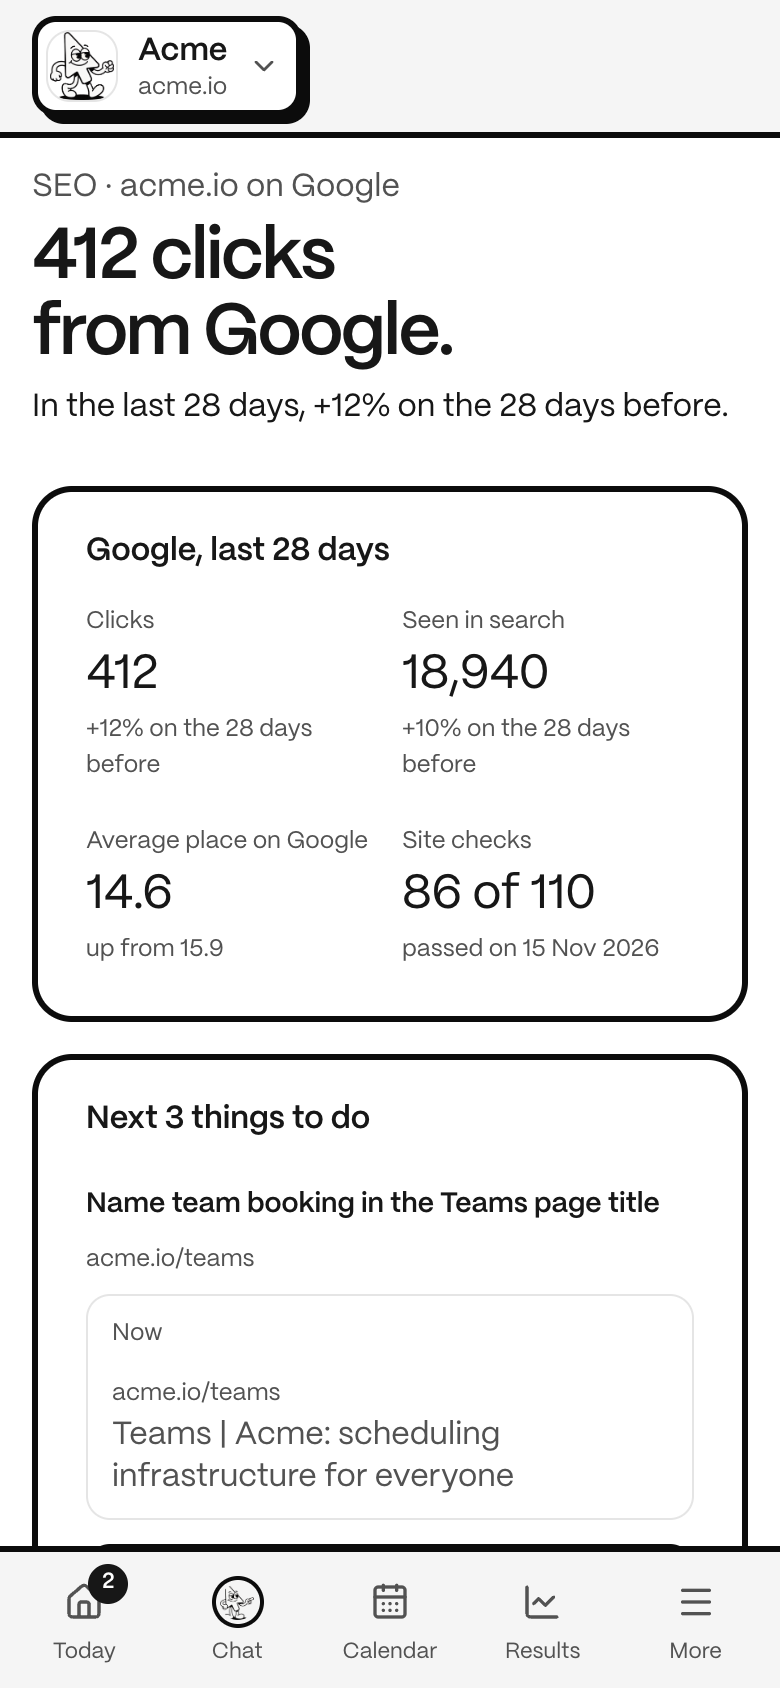 Acme
acme.io
SEO · acme.io on Google
412 clicks
from Google.
In the last 28 days, +12% on the 28 days before.
Google, last 28 days
Clicks
412
+12% on the 28 days
before
Seen in search
18,940
+10% on the 28 days
before
Average place on Google
14.6
up from 15.9
Site checks
86 of 110
passed on 15 Nov 2026
Next 3 things to do
Name team booking in the Teams page title
acme.io/teams
Now
acme.io/teams
Teams | Acme: scheduling
infrastructure for everyone
2
Today
Chat
Calendar
Results
More